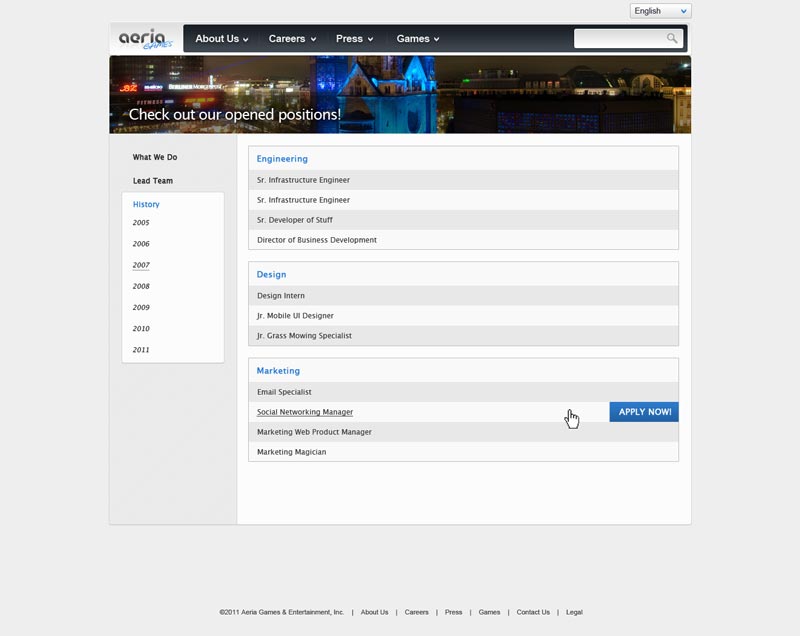 English
aeria GAMES
About Us
Careers
Press
Games
BERLINER MORGENPOST
FITNESS
Check out our opened positions!
What We Do
Lead Team
History
2005
2006
2007
2008
2009
2010
2011
Engineering
Sr. Infrastructure Engineer
Sr. Infrastructure Engineer
Sr. Developer of Stuff
Director of Business Development
Design
Design Intern
Jr. Mobile UI Designer
Jr. Grass Mowing Specialist
Marketing
Email Specialist
Social Networking Manager
APPLY NOW!
Marketing Web Product Manager
Marketing Magician
©2011 Aeria Games & Entertainment, Inc. | About Us | Careers | Press | Games | Contact Us | Legal